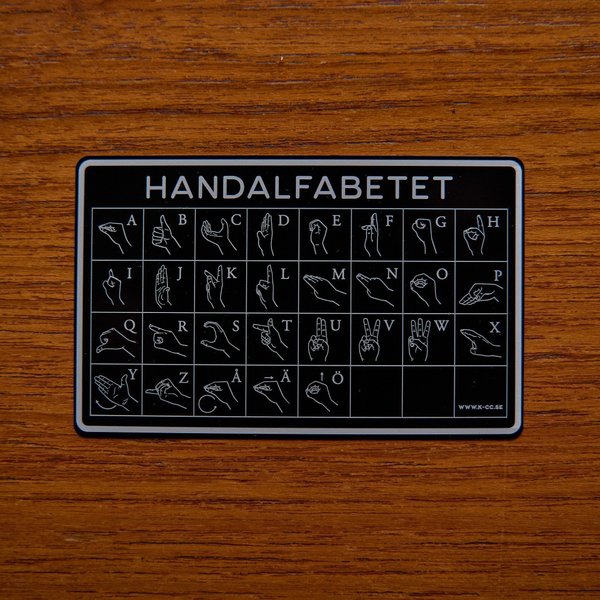 HANDALFABETET
A B C D E F G H
I J K L M N O P
Q R S T U V W X
Y Z Å Ä Ö
WWW.K-CC.SE